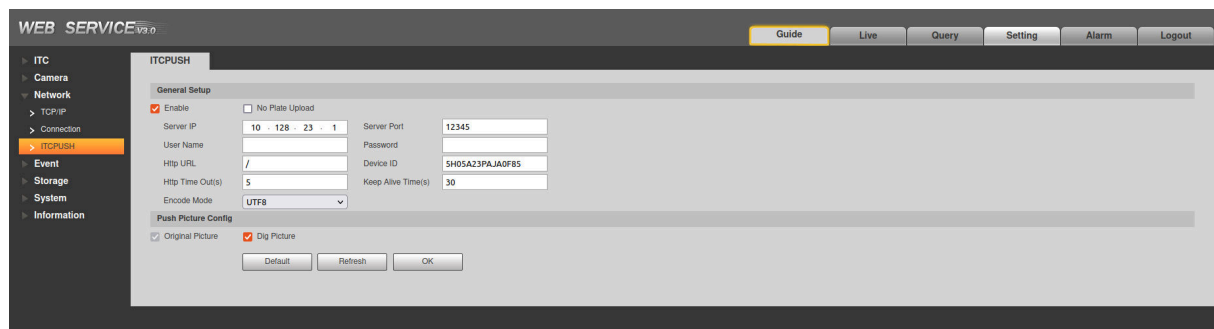 WEB SERVICE V3.0
Guide Live Query Setting Alarm Logout
ITC
Camera
Network
TCP/IP
Connection
ITCPUSH
Event
Storage
System
Information
ITCPUSH
General Setup
Enable No Plate Upload
Server IP 10 . 128 . 23 . 1 Server Port 12345
User Name Password
Http URL / Device ID 5H05A23PAJA0F85
Http Time Out(s) 5 Keep Alive Time(s) 30
Encode Mode UTF8
Push Picture Config
Original Picture Dig Picture
Default Refresh OK